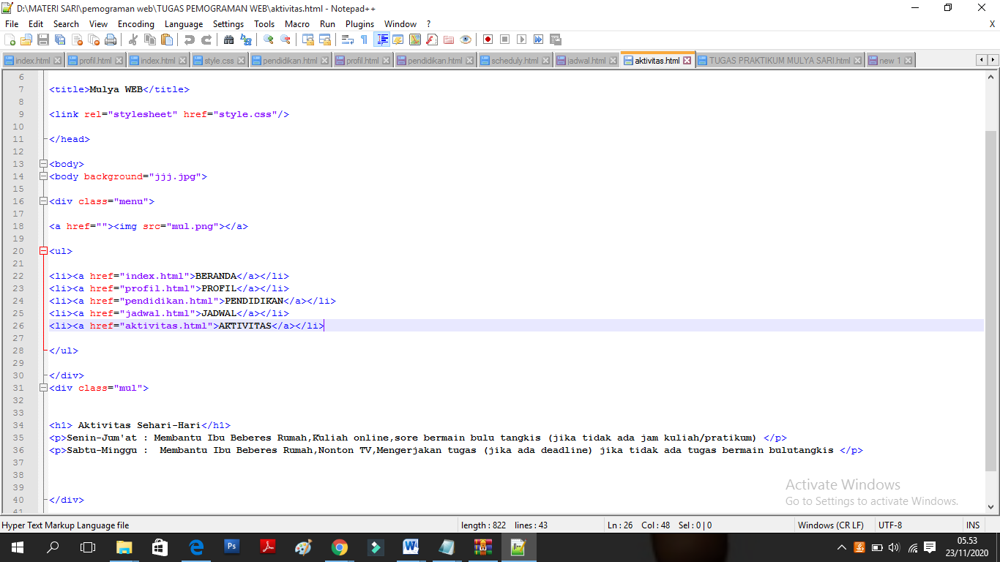 D:\MATERI SARI\pemograman web\TUGAS PEMOGRAMAN WEB\aktivitas.html - Notepad++
File Edit Search View Encoding Language Settings Tools Macro Run Plugins Window ? X
index.html profil.html index.html style.css pendidikan.html profil.html pendidikan.html scheduly.html jadwal.html aktivitas.html TUGAS PRAKTIKUM MULYA SARI.html new 1
6
7 <title>Mulya WEB</title>
8
9 <link rel="stylesheet" href="style.css"/>
10
11 </head>
12
13 <body>
14 <body background="jjj.jpg">
15
16 <div class="menu">
17
18 <a href=""><img src="mul.png"></a>
19
20 <ul>
21
22 <li><a href="index.html">BERANDA</a></li>
23 <li><a href="profil.html">PROFIL</a></li>
24 <li><a href="pendidikan.html">PENDIDIKAN</a></li>
25 <li><a href="jadwal.html">JADWAL</a></li>
26 <li><a href="aktivitas.html">AKTIVITAS</a></li>
27
28 </ul>
29
30 </div>
31 <div class="mul">
32
33
34 <h1> Aktivitas Sehari-Hari</h1>
35 <p>Senin-Jum'at : Membantu Ibu Beberes Rumah,Kuliah online,sore bermain bulu tangkis (jika tidak ada jam kuliah/pratikum) </p>
36 <p>Sabtu-Minggu :  Membantu Ibu Beberes Rumah,Nonton TV,Mengerjakan tugas (jika ada deadline) jika tidak ada tugas bermain bulutangkis </p>
37
38
39
40 </div>
41
Activate Windows
Go to Settings to activate Windows.
Hyper Text Markup Language file length : 822 lines : 43 Ln : 26 Col : 48 Sel : 0 | 0 Windows (CR LF) UTF-8 INS
05.53
23/11/2020